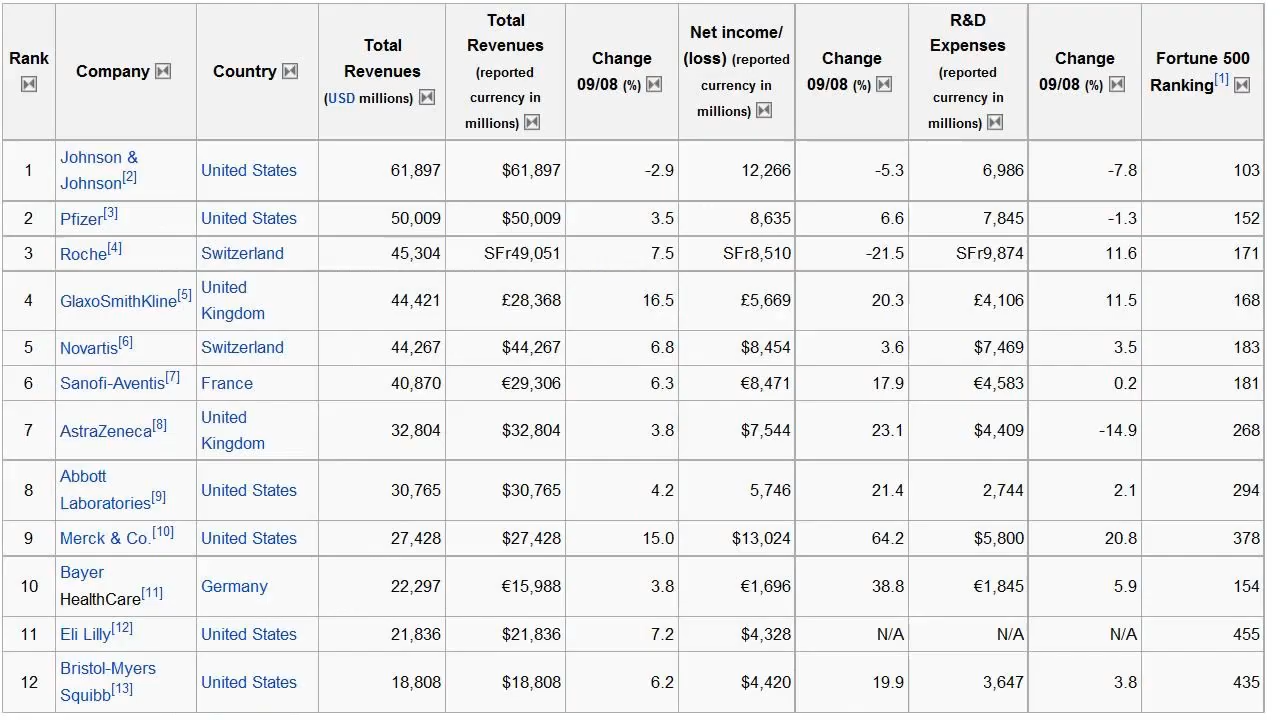 Rank Company Country Total Revenues (USD millions) Total Revenues (reported currency in millions) Change 09/08 (%) Net income/ (loss) (reported currency in millions) Change 09/08 (%) R&D Expenses (reported currency in millions) Change 09/08 (%) Fortune 500 Ranking[1]
1 Johnson & Johnson[2] United States 61,897 $61,897 -2.9 12,266 -5.3 6,986 -7.8 103
2 Pfizer[3] United States 50,009 $50,009 3.5 8,635 6.6 7,845 -1.3 152
3 Roche[4] Switzerland 45,304 SFr49,051 7.5 SFr8,510 -21.5 SFr9,874 11.6 171
4 GlaxoSmithKline[5] United Kingdom 44,421 £28,368 16.5 £5,669 20.3 £4,106 11.5 168
5 Novartis[6] Switzerland 44,267 $44,267 6.8 $8,454 3.6 $7,469 3.5 183
6 Sanofi-Aventis[7] France 40,870 €29,306 6.3 €8,471 17.9 €4,583 0.2 181
7 AstraZeneca[8] United Kingdom 32,804 $32,804 3.8 $7,544 23.1 $4,409 -14.9 268
8 Abbott Laboratories[9] United States 30,765 $30,765 4.2 5,746 21.4 2,744 2.1 294
9 Merck & Co.[10] United States 27,428 $27,428 15.0 $13,024 64.2 $5,800 20.8 378
10 Bayer HealthCare[11] Germany 22,297 €15,988 3.8 €1,696 38.8 €1,845 5.9 154
11 Eli Lilly[12] United States 21,836 $21,836 7.2 $4,328 N/A N/A N/A 455
12 Bristol-Myers Squibb[13] United States 18,808 $18,808 6.2 $4,420 19.9 3,647 3.8 435